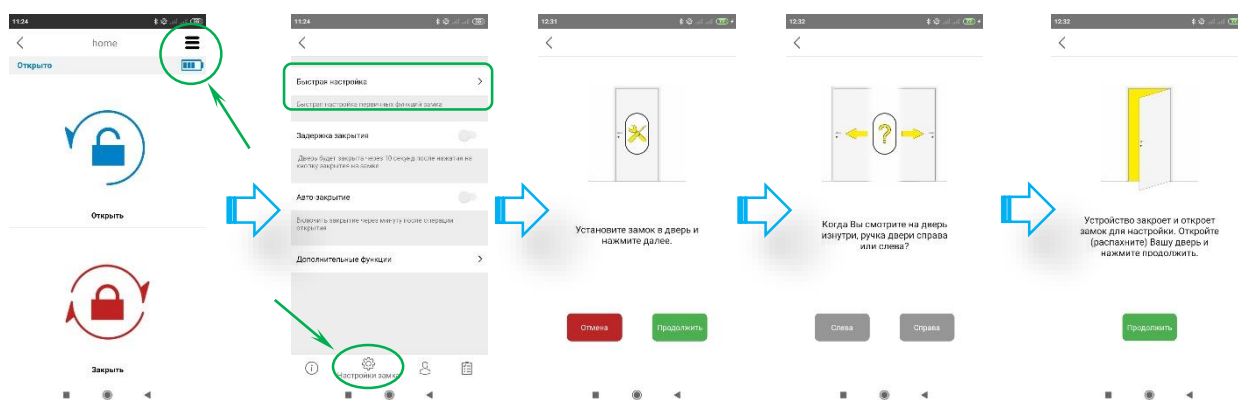 11:24
home
Открыто
Открыть
Закрыть
11:24
Быстрая настройка
Быстрая настройка первичных функций замка
Задержка закрытия
Дверь будет закрыта через 10 секунд после нажатия на
кнопку закрытия на замке
Авто закрытие
Включить закрытие через минуту после операции
открытия
Дополнительные функции
Настройки замка
12:31
Установите замок в дверь и
нажмите далее.
Отмена
Продолжить
12:32
Когда Вы смотрите на дверь
изнутри, ручка двери справа
или слева?
Слева
Справа
12:32
Устройство закроет и откроет
замок для настройки. Откройте
(распахните) Вашу дверь и
нажмите продолжить.
Продолжить